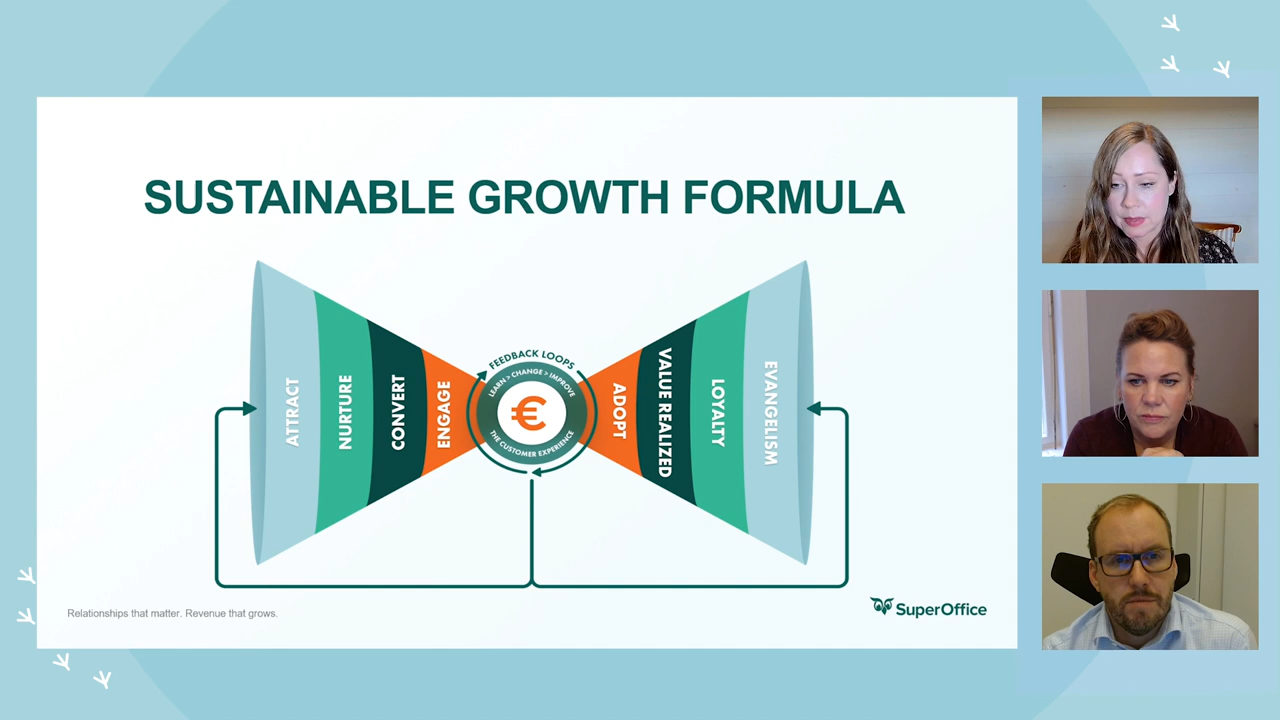 SUSTAINABLE GROWTH FORMULA
ATTRACT
NURTURE
CONVERT
ENGAGE
FEEDBACK LOOPS
LEARN > CHANGE > IMPROVE
€
THE CUSTOMER EXPERIENCE
ADOPT
VALUE REALIZED
LOYALTY
EVANGELISM
Relationships that matter. Revenue that grows.
SuperOffice